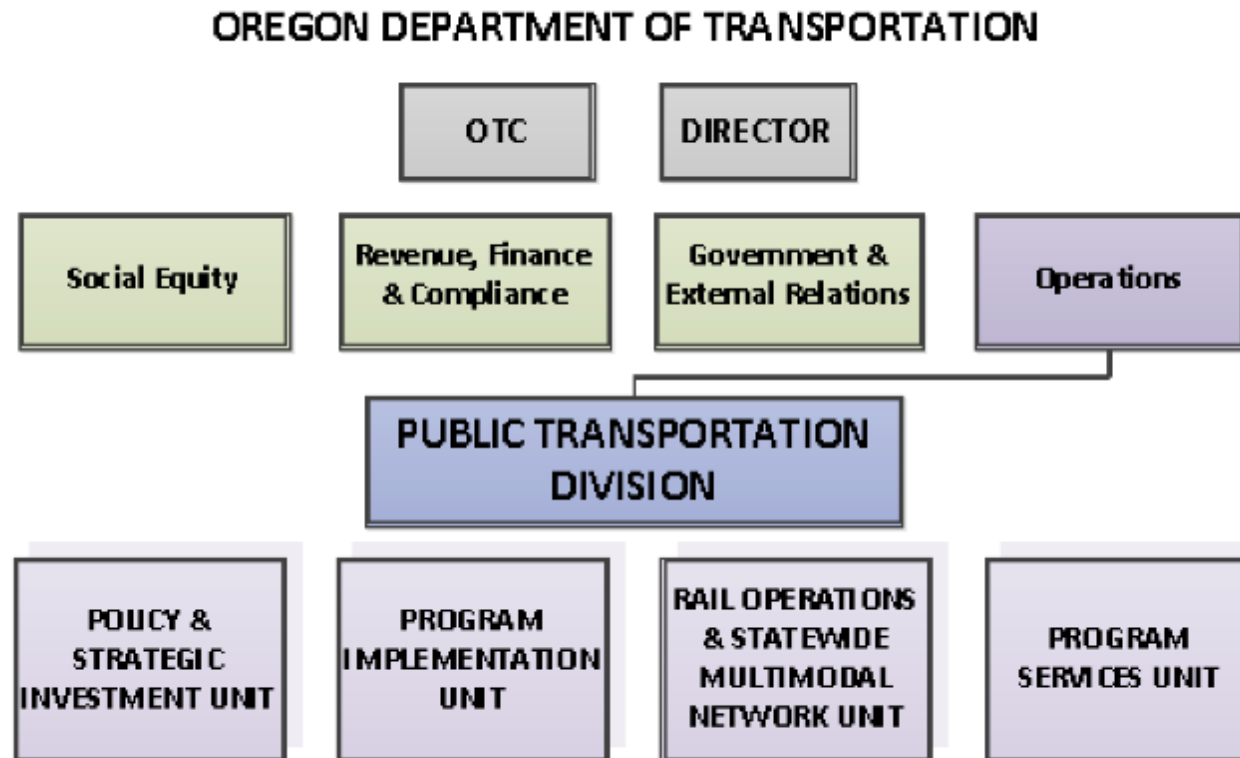 OREGON DEPARTMENT OF TRANSPORTATION
OTC
DIRECTOR
Social Equity
Revenue, Finance
& Compliance
Government &
External Relations
Operations
PUBLIC TRANSPORTATION
DIVISION
POLICY &
STRATEGIC
INVESTMENT UNIT
PROGRAM
IMPLEMENTATION
UNIT
RAIL OPERATIONS
& STATEWIDE
MULTIMODAL
NETWORK UNIT
PROGRAM
SERVICES UNIT